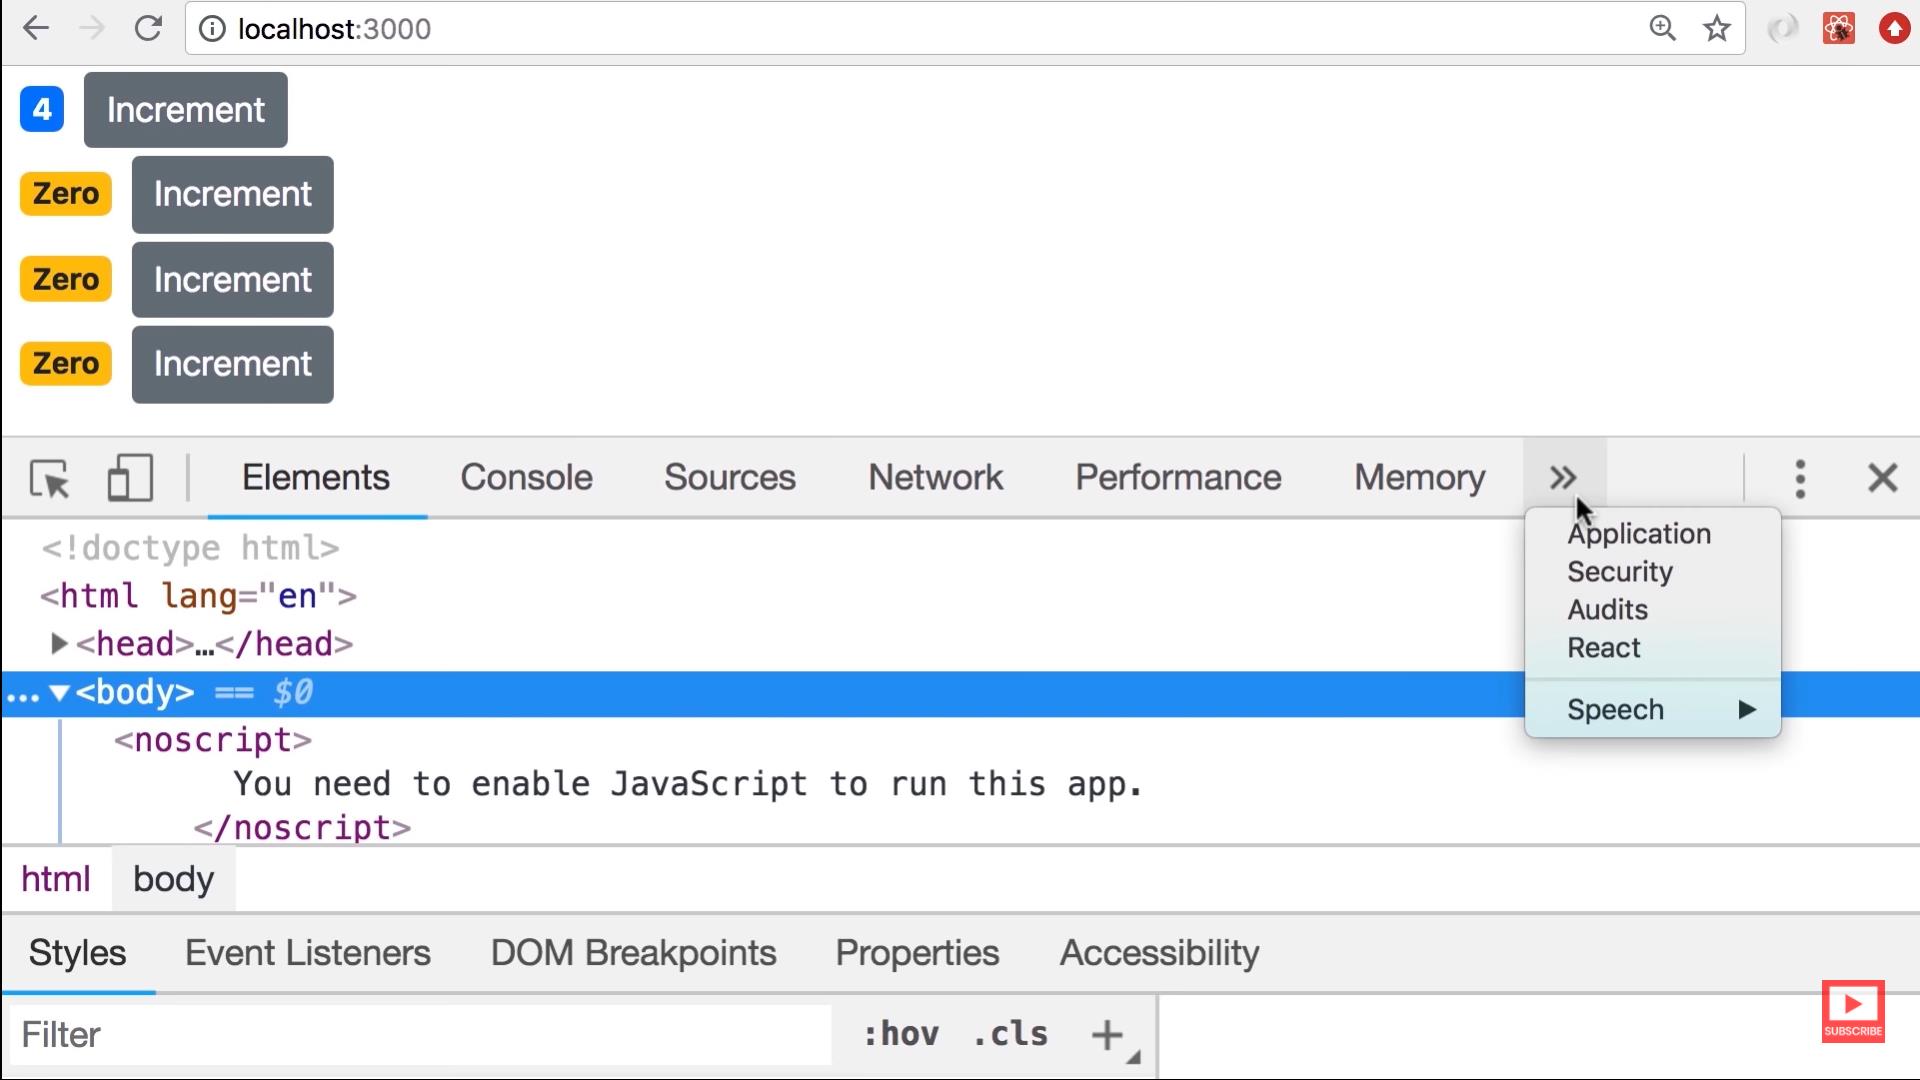 localhost:3000
4 Increment
Zero Increment
Zero Increment
Zero Increment
Elements Console Sources Network Performance Memory »
Application
Security
Audits
React
Speech
<!doctype html>
<html lang="en">
<head>…</head>
... <body> == $0
<noscript>
You need to enable JavaScript to run this app.
</noscript>
html body
Styles Event Listeners DOM Breakpoints Properties Accessibility
Filter :hov .cls +
SUBSCRIBE